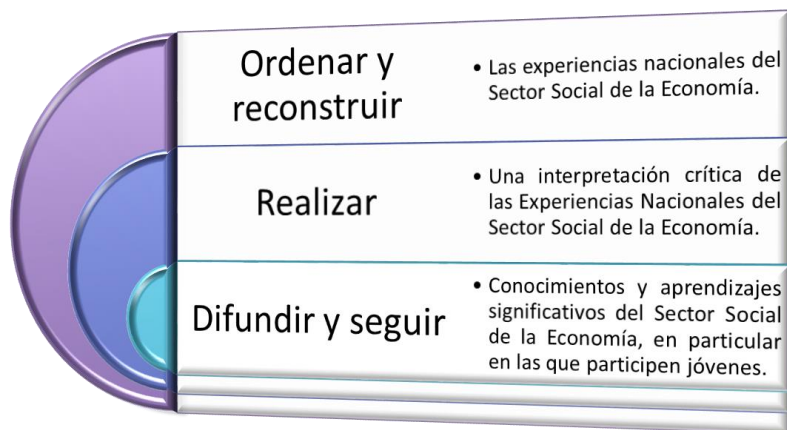 Ordenar y
reconstruir
• Las experiencias nacionales del
Sector Social de la Economía.
Realizar
• Una interpretación crítica de
las Experiencias Nacionales del
Sector Social de la Economía.
Difundir y seguir
• Conocimientos y aprendizajes
significativos del Sector Social
de la Economía, en particular
en las que participen jóvenes.